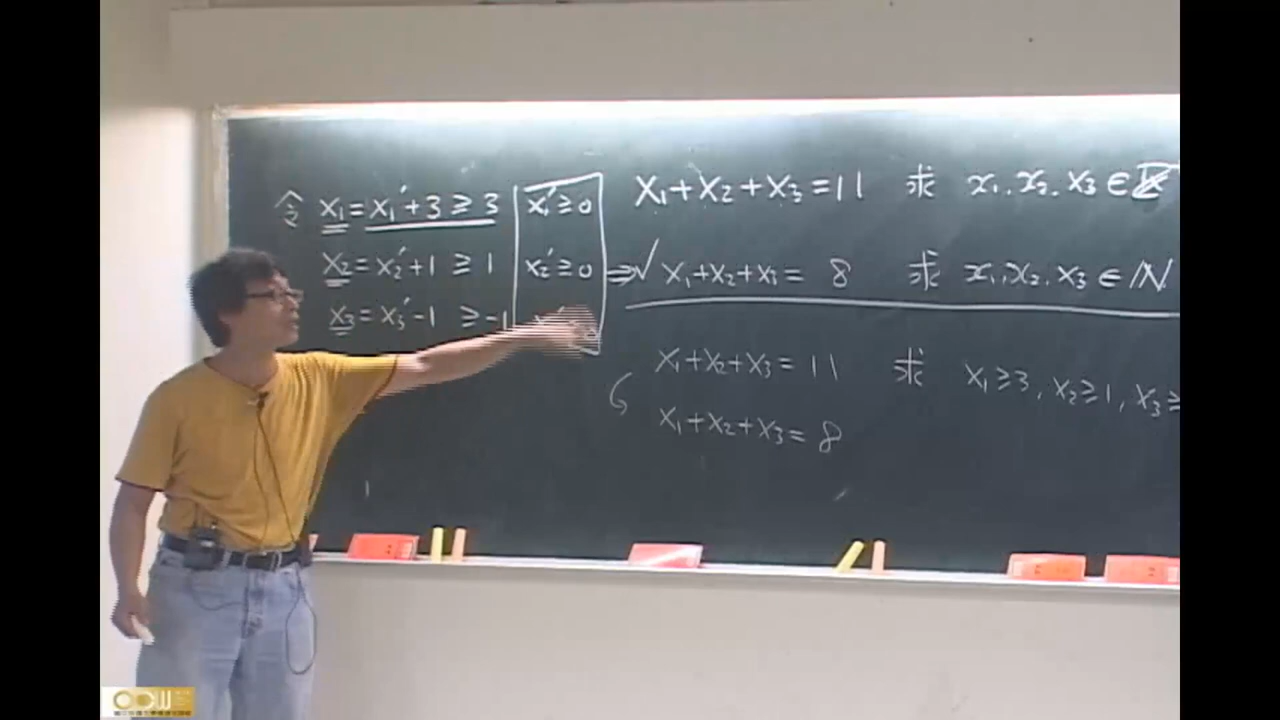 令 x₁ = x₁' + 3 ≥ 3 x₁' ≥ 0
x₂ = x₂' + 1 ≥ 1 x₂' ≥ 0
x₃ = x₃' - 1 ≥ -1
x₁ + x₂ + x₃ = 11 求 x₁, x₂, x₃ ∈
⇒ √ x₁ + x₂ + x₃ = 8 求 x₁, x₂, x₃ ∈ ℕ
x₁ + x₂ + x₃ = 11 求 x₁ ≥ 3, x₂ ≥ 1, x₃ ≥
x₁ + x₂ + x₃ = 8
OCW